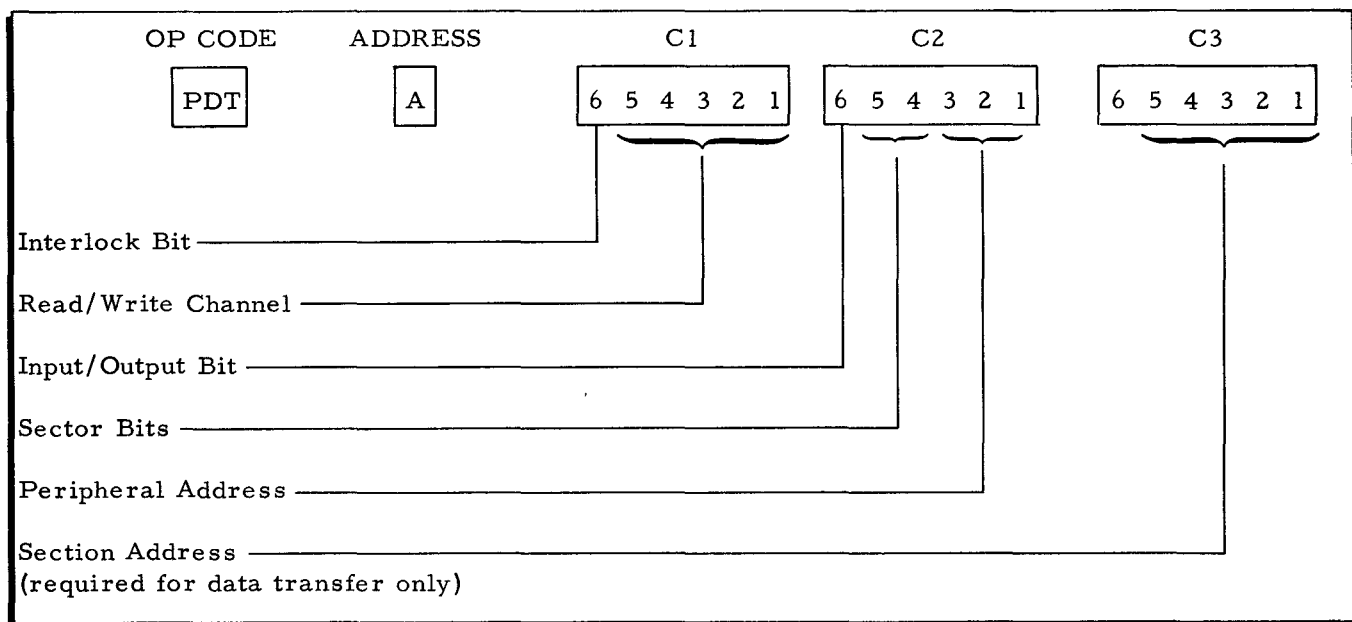 OP CODE ADDRESS C1 C2 C3
PDT A 6 5 4 3 2 1 6 5 4 3 2 1 6 5 4 3 2 1
Interlock Bit
Read/Write Channel
Input/Output Bit
Sector Bits
Peripheral Address
Section Address
(required for data transfer only)